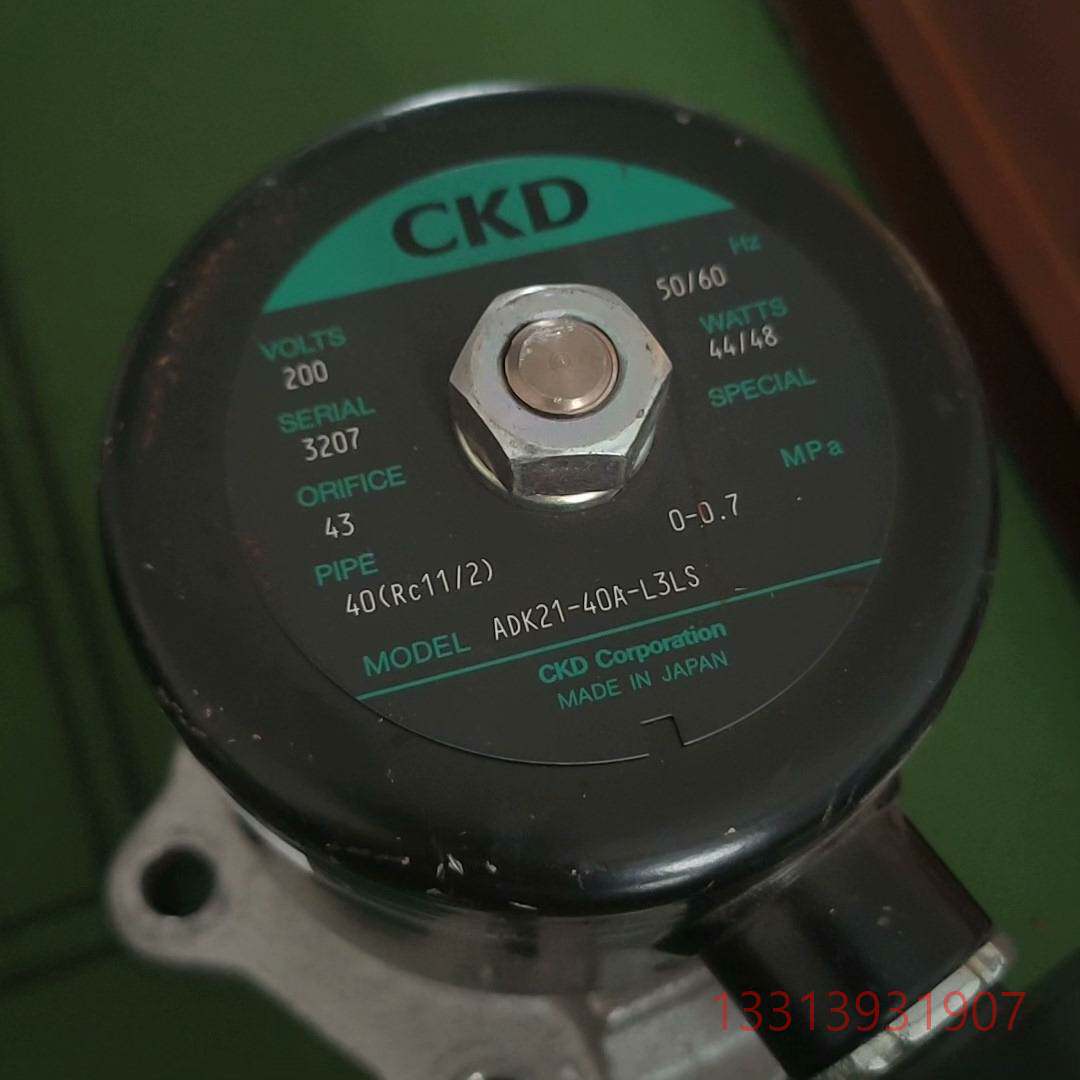 CKD
Hz
50/60
VOLTS
200
WATTS
44/48
SERIAL
3207
SPECIAL
ORIFICE
43
MPa
0-0.7
PIPE
40(Rc11/2)
MODEL ADK21-40A-L3LS
CKD Corporation
MADE IN JAPAN
13313931907